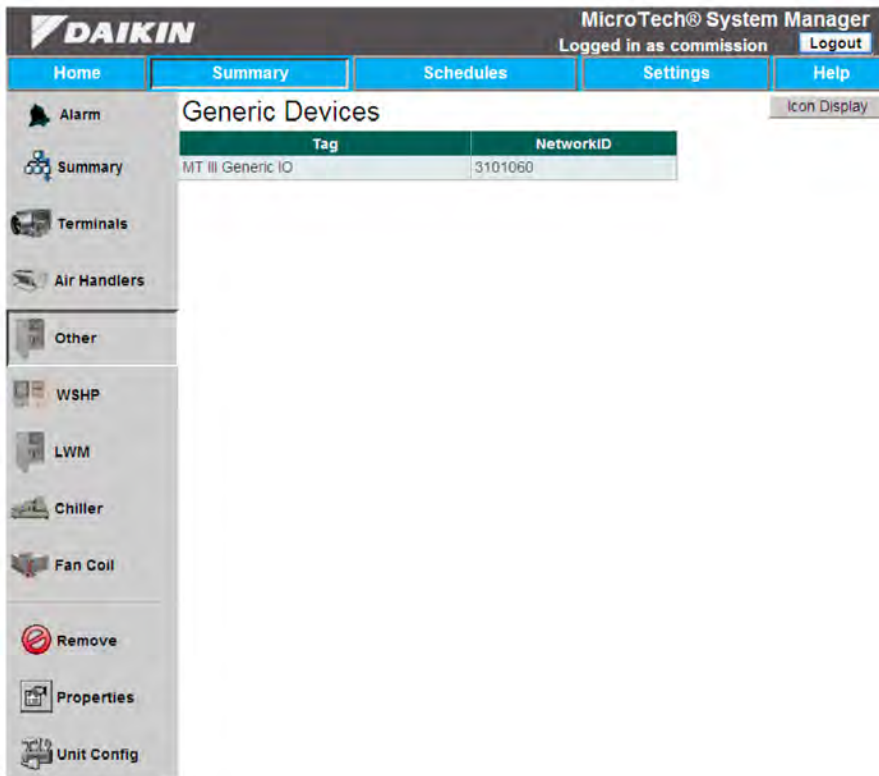 DAIKIN
MicroTech® System Manager
Logged in as commission Logout
Home Summary Schedules Settings Help
Alarm
Generic Devices
Icon Display
Tag NetworkID
MT III Generic IO 3101060
Summary
Terminals
Air Handlers
Other
WSHP
LWM
Chiller
Fan Coil
Remove
Properties
Unit Config